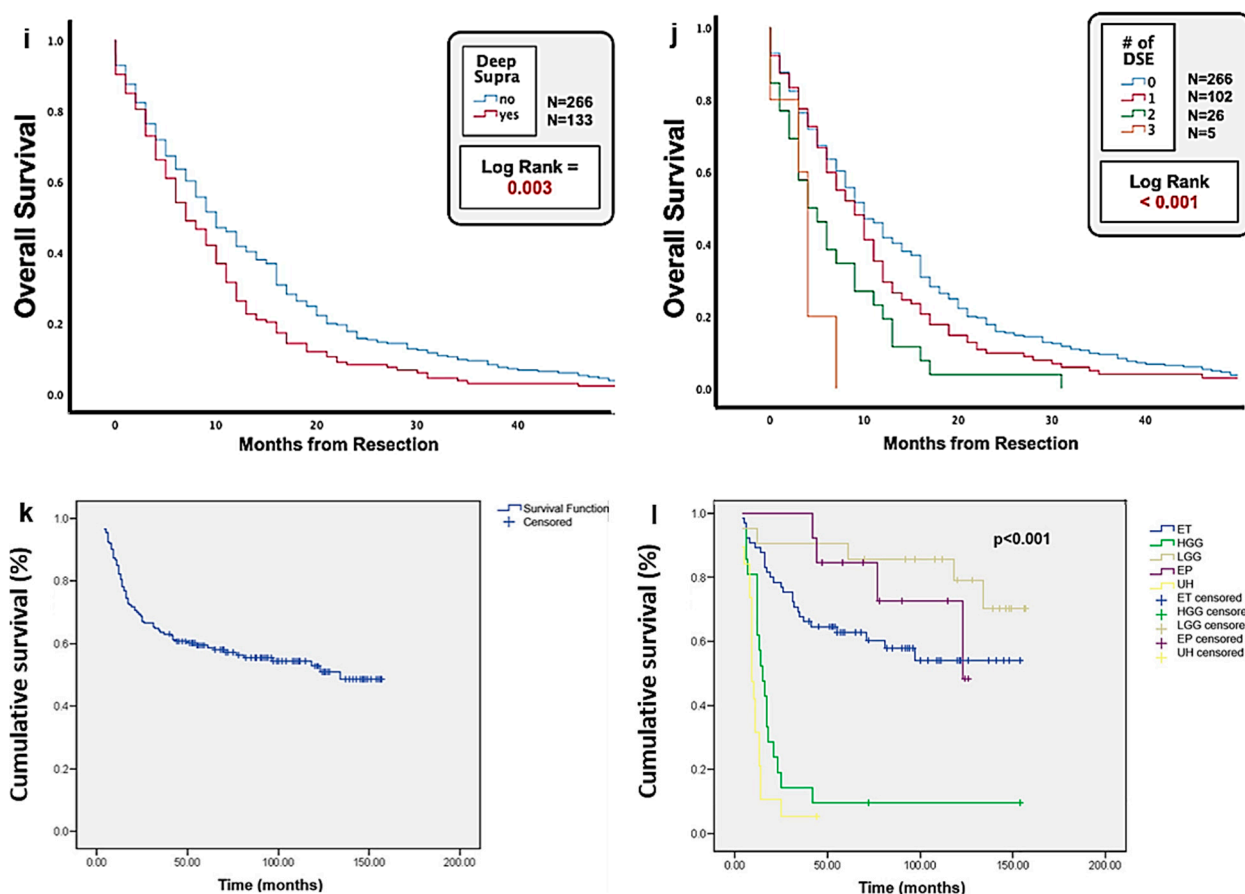 i
Overall Survival
1.0
0.8
0.6
0.4
0.2
0.0
0
10
20
30
40
Months from Resection
Deep
Supra
no
yes
N=266
N=133
Log Rank =
0.003
j
Overall Survival
1.0
0.8
0.6
0.4
0.2
0.0
0
10
20
30
40
Months from Resection
# of
DSE
0
1
2
3
N=266
N=102
N=26
N=5
Log Rank
< 0.001
k
Cumulative survival (%)
1.0
0.8
0.6
0.4
0.2
0.0
0.00
50.00
100.00
150.00
200.00
Time (months)
Survival Function
Censored
l
Cumulative survival (%)
1.0
0.8
0.6
0.4
0.2
0.0
0.00
50.00
100.00
150.00
200.00
Time (months)
p<0.001
ET
HGG
LGG
EP
UH
ET censored
HGG censored
LGG censored
EP censored
UH censored